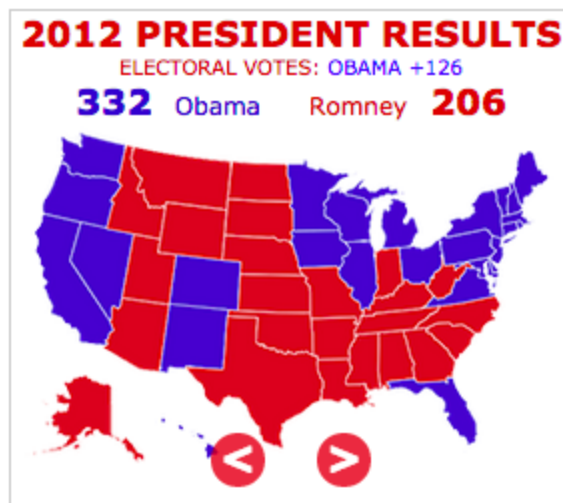 2012 PRESIDENT RESULTS
ELECTORAL VOTES: OBAMA +126
332 Obama Romney 206
< >